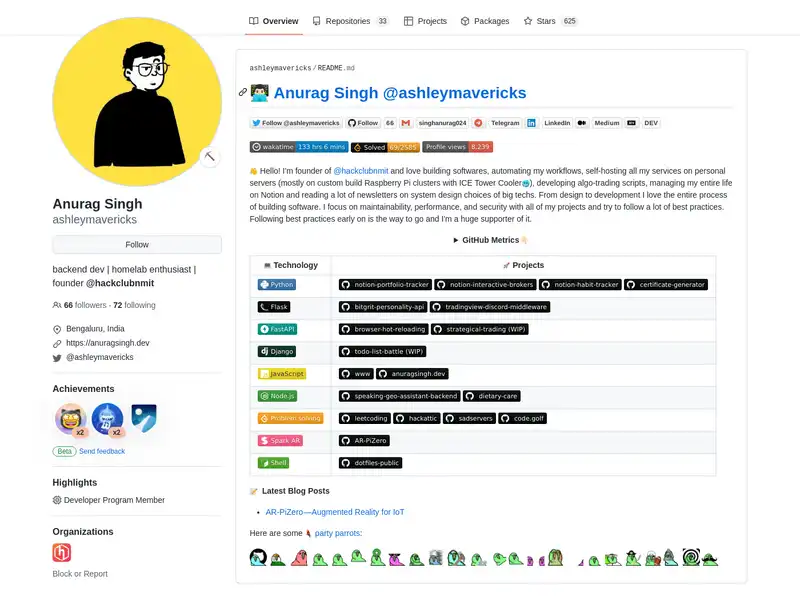 Overview Repositories 33 Projects Packages Stars 625
ashleymavericks/README.md
Anurag Singh @ashleymavericks
Follow @ashleymavericks Follow 66 singhanurag024 Telegram LinkedIn Medium DEV
wakatime 133 hrs 6 mins Solved 69/2585 Profile views 8,239
Hello! I'm founder of @hackclubnmit and love building softwares, automating my workflows, self-hosting all my services on personal
servers (mostly on custom build Raspberry Pi clusters with ICE Tower Cooler), developing algo-trading scripts, managing my entire life
on Notion and reading a lot of newsletters on system design choices of big techs. From design to development I love the entire process
of building software. I focus on maintainability, performance, and security with all of my projects and try to follow a lot of best practices.
Following best practices early on is the way to go and I'm a huge supporter of it.
GitHub Metrics
Technology Projects
Python notion-portfolio-tracker notion-interactive-brokers notion-habit-tracker certificate-generator
Flask bitgrit-personality-api tradingview-discord-middleware
FastAPI browser-hot-reloading strategical-trading (WIP)
Django todo-list-battle (WIP)
JavaScript www anuragsingh.dev
Node.js speaking-geo-assistant-backend dietary-care
Problem solving leetcoding hackattic sadservers code.golf
Spark AR AR-PiZero
Shell dotfiles-public
Latest Blog Posts
AR-PiZero—Augmented Reality for IoT
Here are some party parrots:
Anurag Singh
ashleymavericks
Follow
backend dev | homelab enthusiast |
founder @hackclubnmit
66 followers · 72 following
Bengaluru, India
https://anuragsingh.dev
@ashleymavericks
Achievements
x2 x2
Beta Send feedback
Highlights
Developer Program Member
Organizations
Block or Report